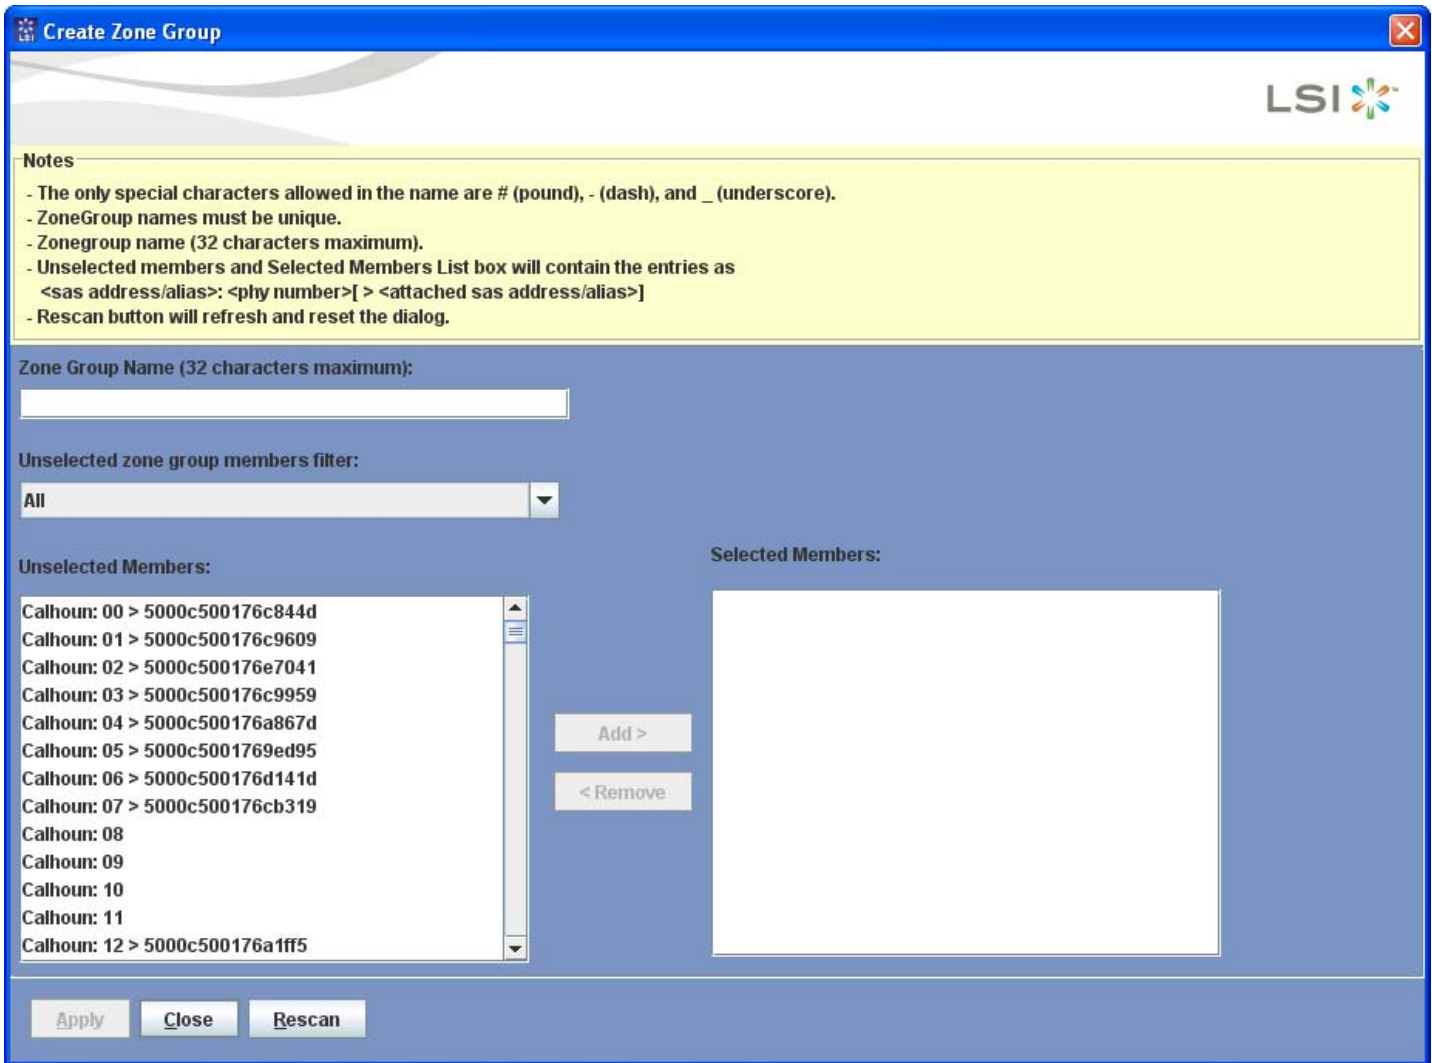 LSI Create Zone Group
LSI™
Notes
- The only special characters allowed in the name are # (pound), - (dash), and _ (underscore).
- ZoneGroup names must be unique.
- Zonegroup name (32 characters maximum).
- Unselected members and Selected Members List box will contain the entries as
<sas address/alias>: <phy number>[ > <attached sas address/alias>]
- Rescan button will refresh and reset the dialog.
Zone Group Name (32 characters maximum):
Unselected zone group members filter:
All
Unselected Members:
Calhoun: 00 > 5000c500176c844d
Calhoun: 01 > 5000c500176c9609
Calhoun: 02 > 5000c500176e7041
Calhoun: 03 > 5000c500176c9959
Calhoun: 04 > 5000c500176a867d
Calhoun: 05 > 5000c5001769ed95
Calhoun: 06 > 5000c500176d141d
Calhoun: 07 > 5000c500176cb319
Calhoun: 08
Calhoun: 09
Calhoun: 10
Calhoun: 11
Calhoun: 12 > 5000c500176a1ff5
Add >
< Remove
Selected Members:
Apply
Close
Rescan